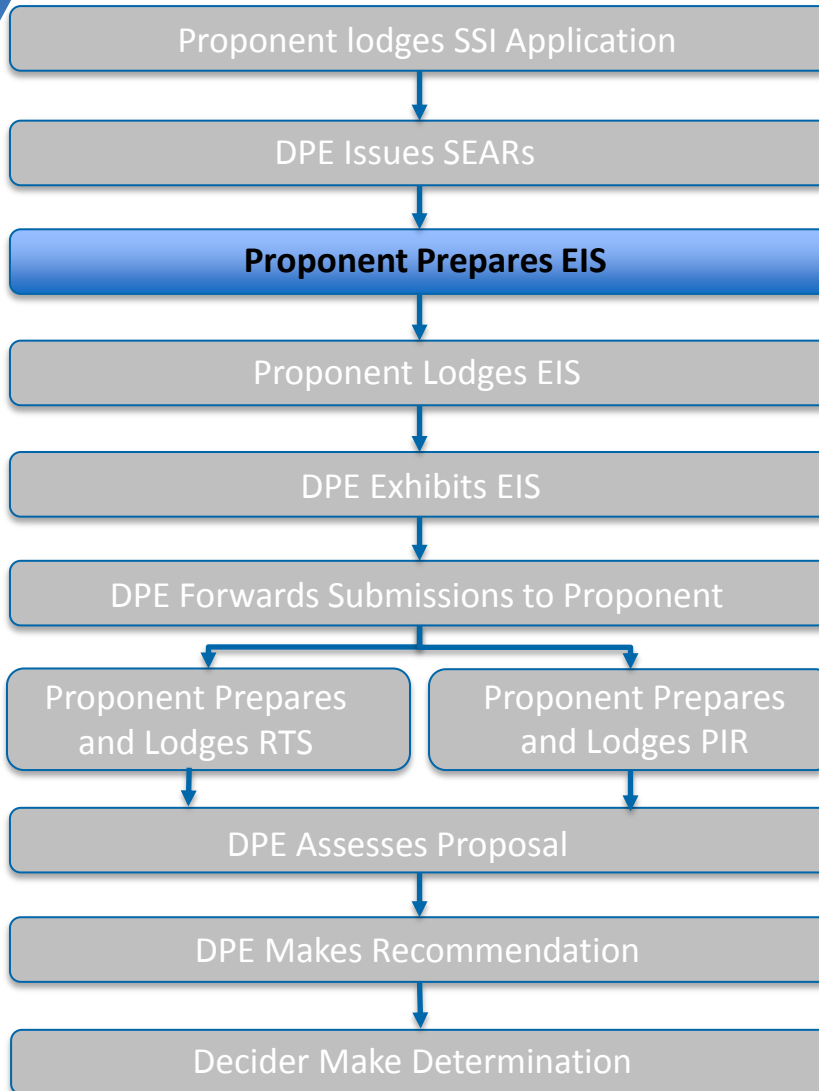 Proponent lodges SSI Application
DPE Issues SEARs
Proponent Prepares EIS
Proponent Lodges EIS
DPE Exhibits EIS
DPE Forwards Submissions to Proponent
Proponent Prepares
and Lodges RTS
Proponent Prepares
and Lodges PIR
DPE Assesses Proposal
DPE Makes Recommendation
Decider Make Determination